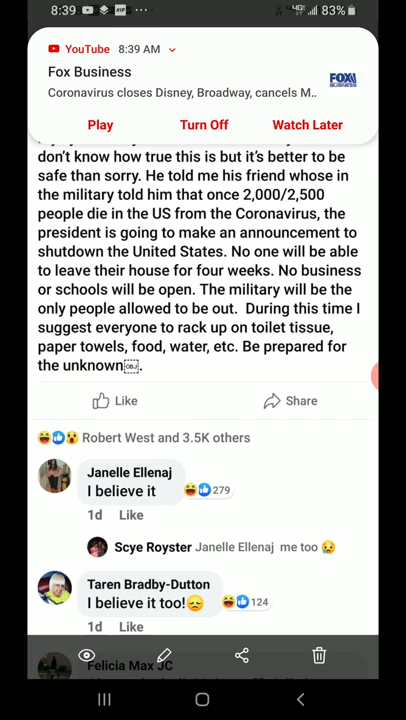 8:39
83%
YouTube 8:39 AM
Fox Business
Coronavirus closes Disney, Broadway, cancels M..
FOX
BUSINESS
Play Turn Off Watch Later
don't know how true this is but it's better to be
safe than sorry. He told me his friend whose in
the military told him that once 2,000/2,500
people die in the US from the Coronavirus, the
president is going to make an announcement to
shutdown the United States. No one will be able
to leave their house for four weeks. No business
or schools will be open. The military will be the
only people allowed to be out. During this time I
suggest everyone to rack up on toilet tissue,
paper towels, food, water, etc. Be prepared for
the unknown.
Like Share
Robert West and 3.5K others
Janelle Ellenaj
I believe it
279
1d Like
Scye Royster Janelle Ellenaj me too
Taren Bradby-Dutton
I believe it too!
124
1d Like
Felicia Max JC